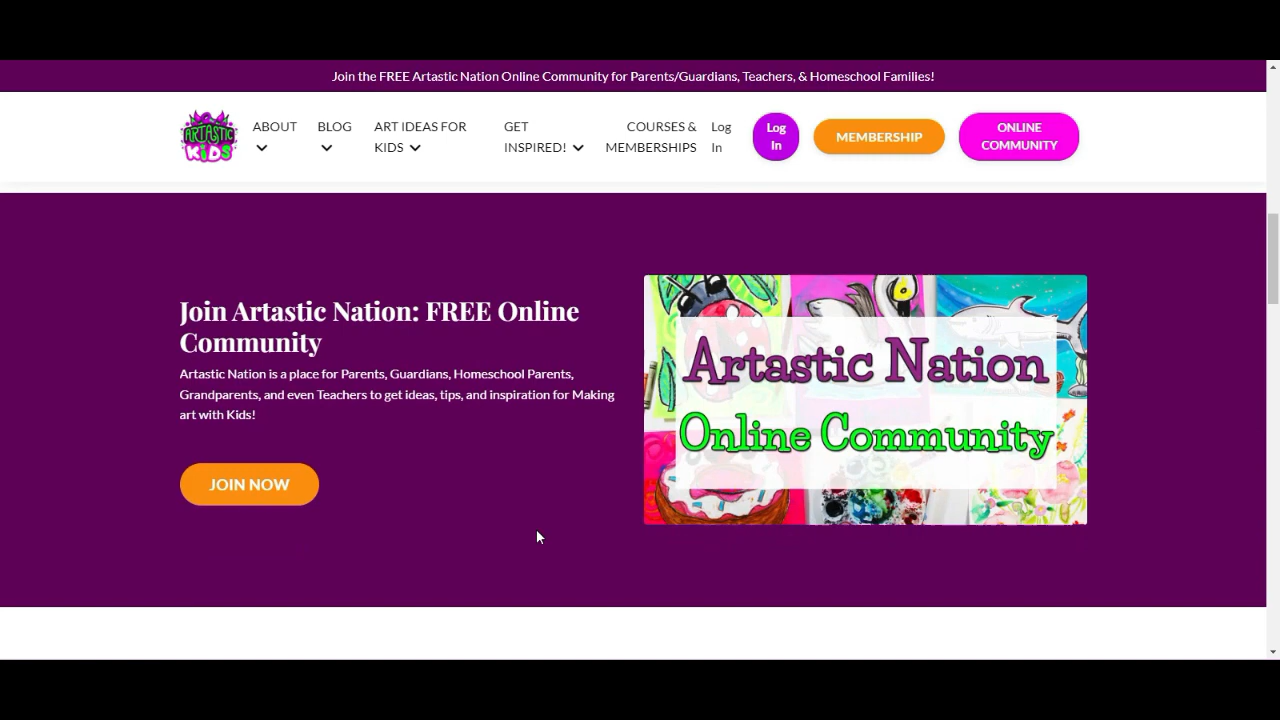 Join the FREE Artastic Nation Online Community for Parents/Guardians, Teachers, & Homeschool Families!
ARTASTIC
KiDS
ABOUT
BLOG
ART IDEAS FOR
KIDS
GET
INSPIRED!
COURSES &
MEMBERSHIPS
Log
In
Log
In
MEMBERSHIP
ONLINE
COMMUNITY
Join Artastic Nation: FREE Online
Community
Artastic Nation is a place for Parents, Guardians, Homeschool Parents,
Grandparents, and even Teachers to get ideas, tips, and inspiration for Making
art with Kids!
JOIN NOW
Artastic Nation
Online Community